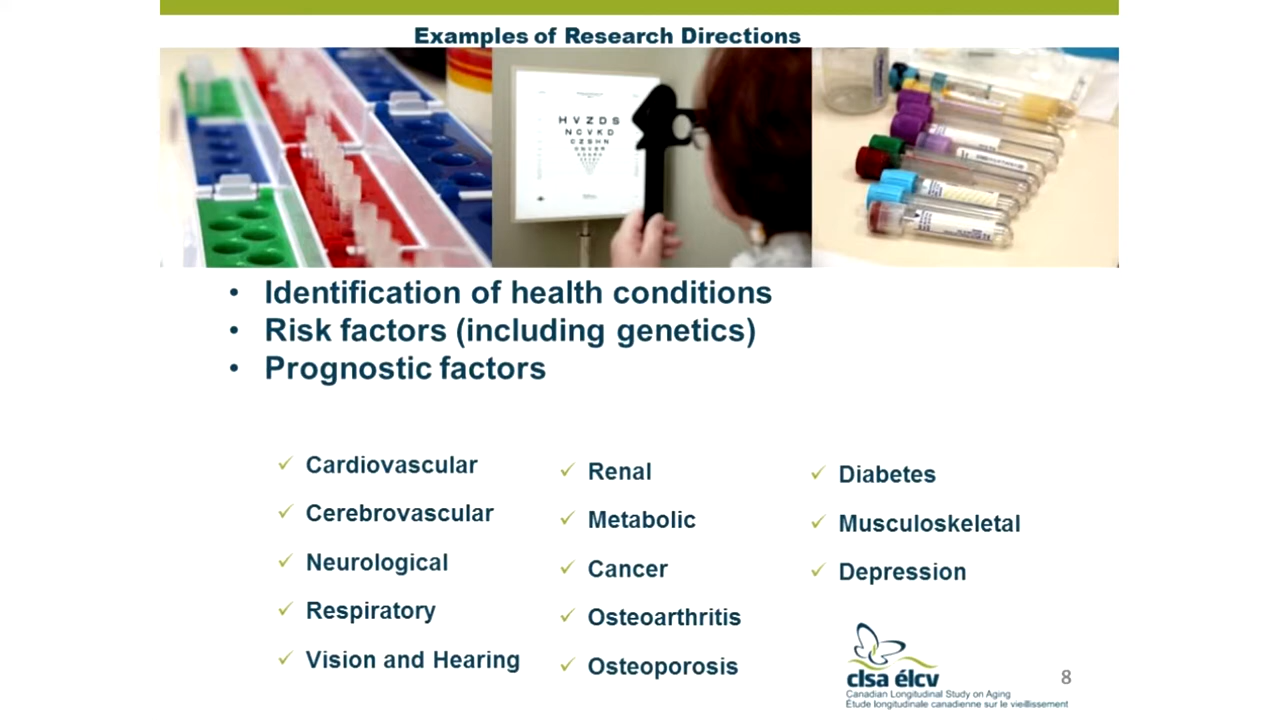 Examples of Research Directions
H V Z D S
N C V K D
C Z S H N
• Identification of health conditions
• Risk factors (including genetics)
• Prognostic factors
✓ Cardiovascular
✓ Cerebrovascular
✓ Neurological
✓ Respiratory
✓ Vision and Hearing
✓ Renal
✓ Metabolic
✓ Cancer
✓ Osteoarthritis
✓ Osteoporosis
✓ Diabetes
✓ Musculoskeletal
✓ Depression
clsa élcv
Canadian Longitudinal Study on Aging
Étude longitudinale canadienne sur le vieillissement
8